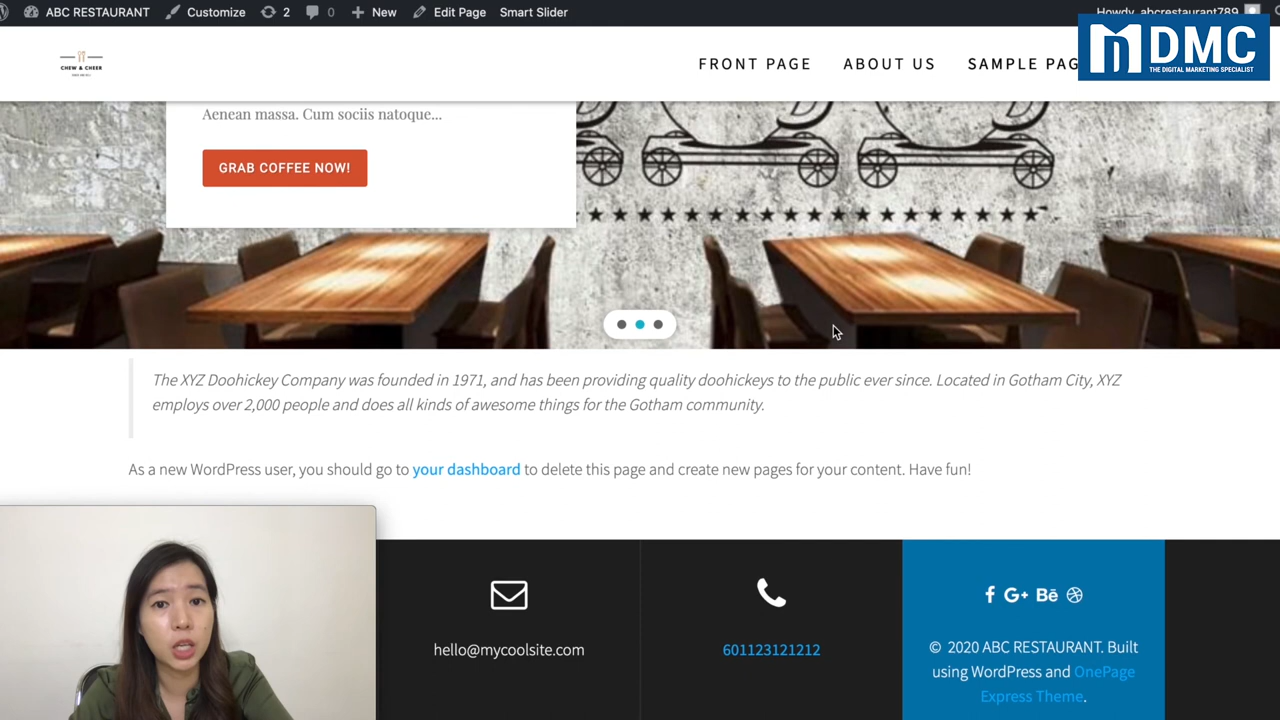 ABC RESTAURANT Customize 2 0 New Edit Page Smart Slider Howdy, abcrestaurant789
DMC
THE DIGITAL MARKETING SPECIALIST
CHEW & CHEER
FRONT PAGE ABOUT US SAMPLE PAG
Aenean massa. Cum sociis natoque...
GRAB COFFEE NOW!
The XYZ Doohickey Company was founded in 1971, and has been providing quality doohickeys to the public ever since. Located in Gotham City, XYZ
employs over 2,000 people and does all kinds of awesome things for the Gotham community.
As a new WordPress user, you should go to your dashboard to delete this page and create new pages for your content. Have fun!
hello@mycoolsite.com
601123121212
f G+ Bē
© 2020 ABC RESTAURANT. Built
using WordPress and OnePage
Express Theme.